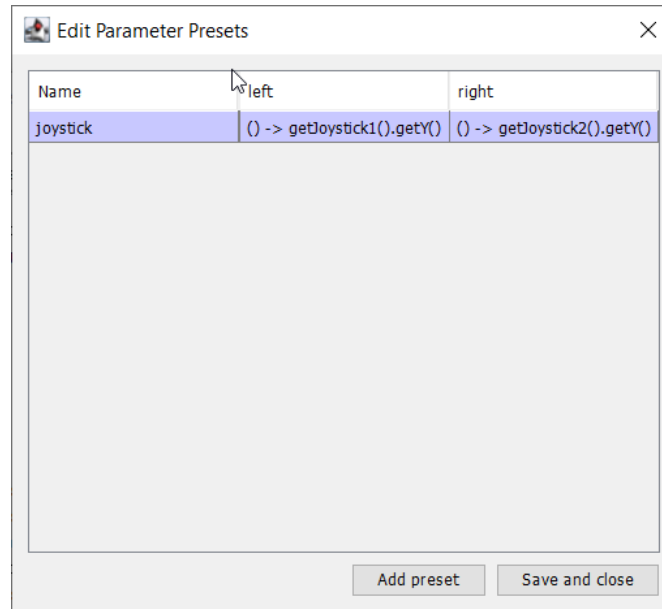 Edit Parameter Presets
Name left right
joystick () -> getJoystick1().getY() () -> getJoystick2().getY()
Add preset Save and close